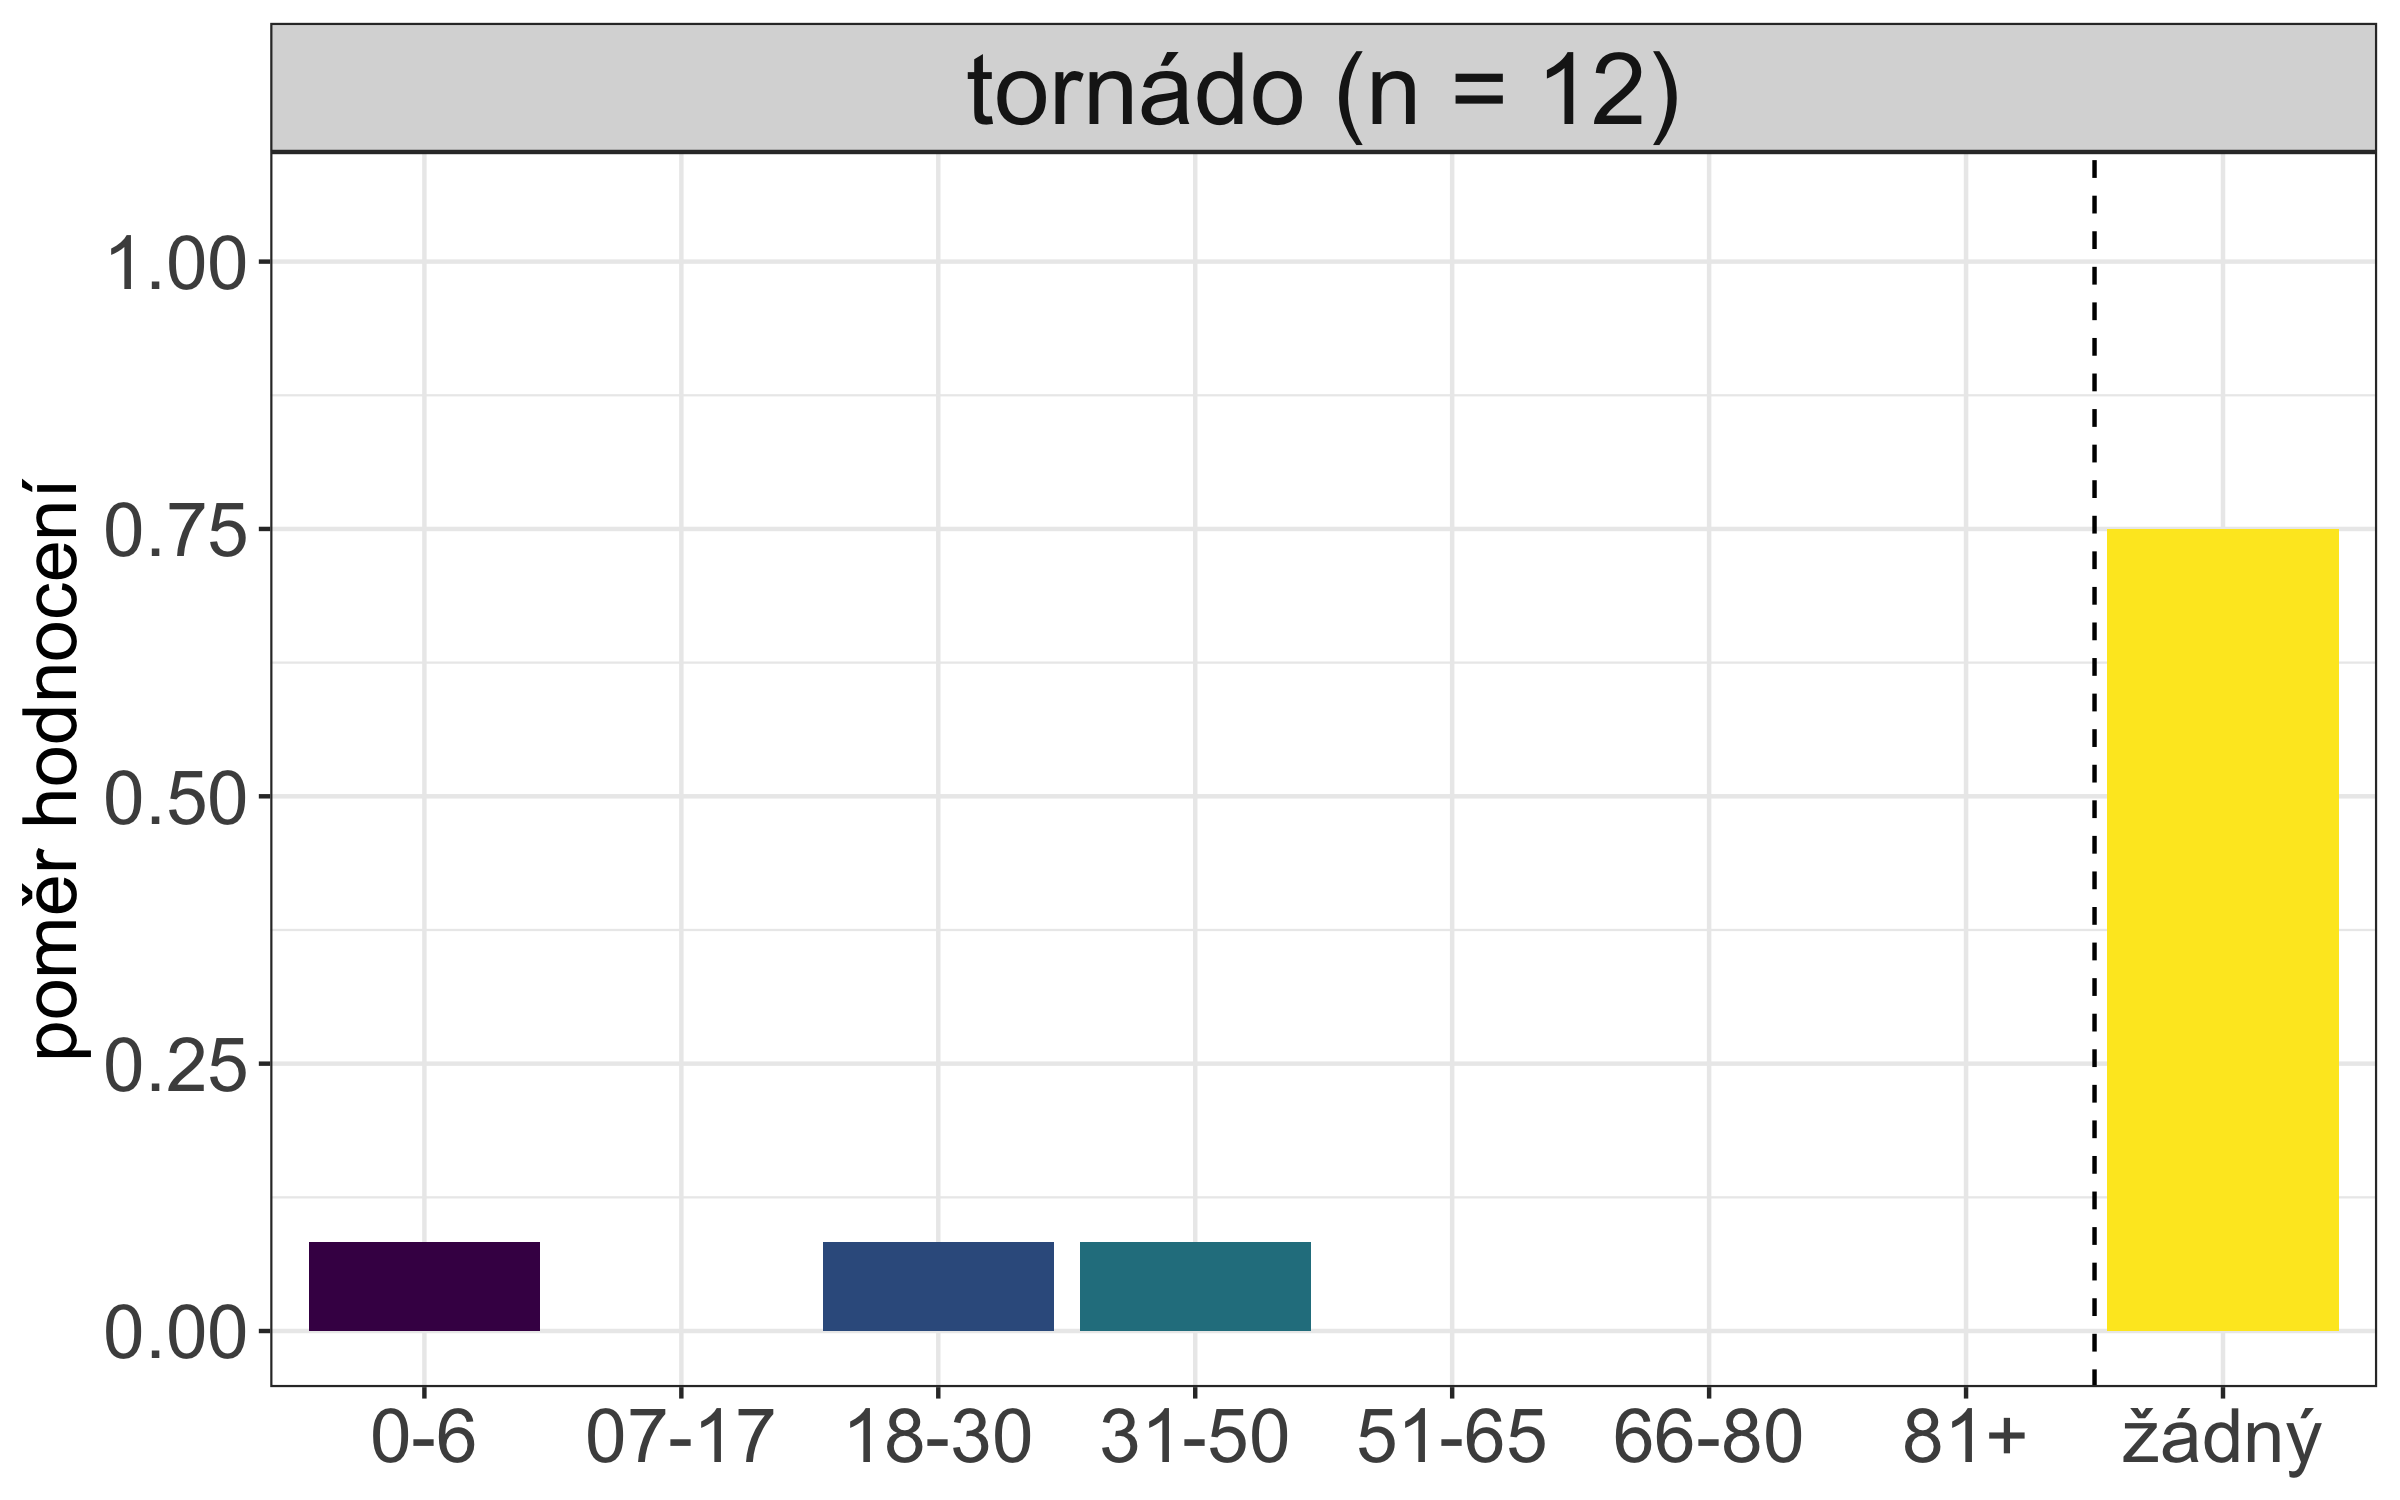 tornádo (n = 12)
poměr hodnocení
1.00
0.75
0.50
0.25
0.00
0-6 07-17 18-30 31-50 51-65 66-80 81+ žádný